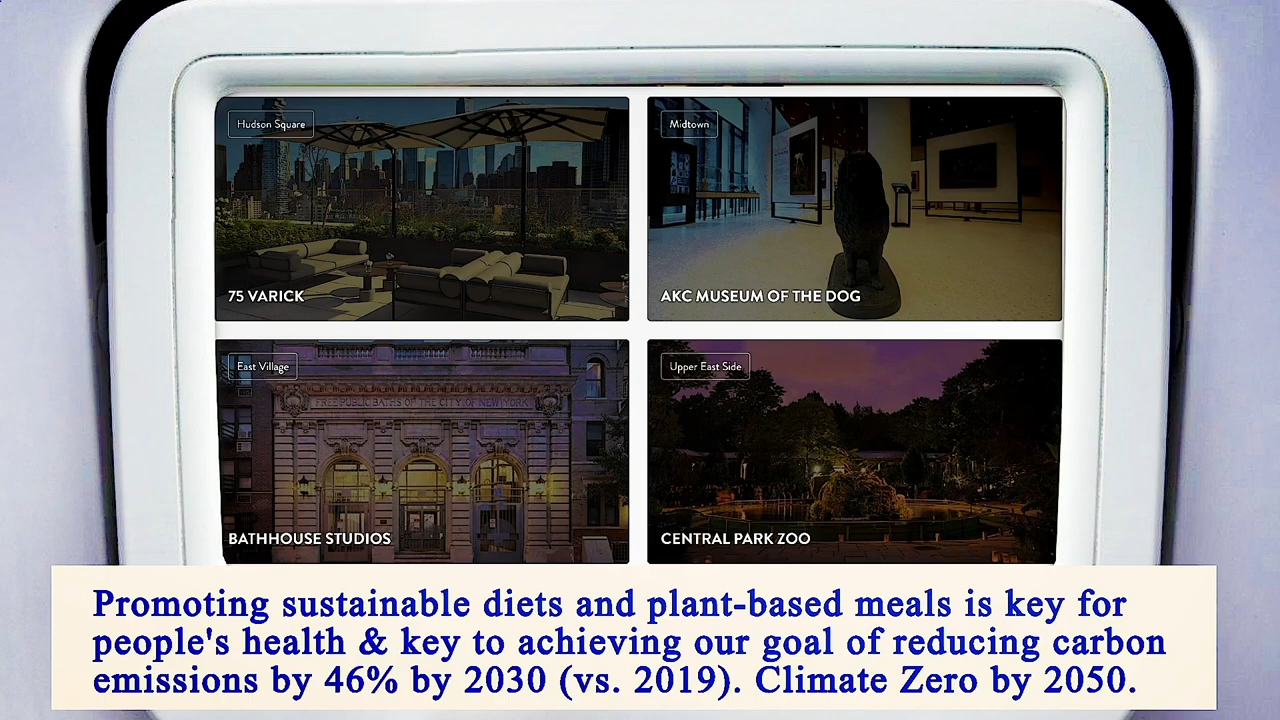 Hudson Square
75 VARICK
Midtown
AKC MUSEUM OF THE DOG
East Village
FREE PUBLIC BATHS OF THE CITY OF NEW YORK
BATHHOUSE STUDIOS
Upper East Side
CENTRAL PARK ZOO
Promoting sustainable diets and plant-based meals is key for
people's health & key to achieving our goal of reducing carbon
emissions by 46% by 2030 (vs. 2019). Climate Zero by 2050.